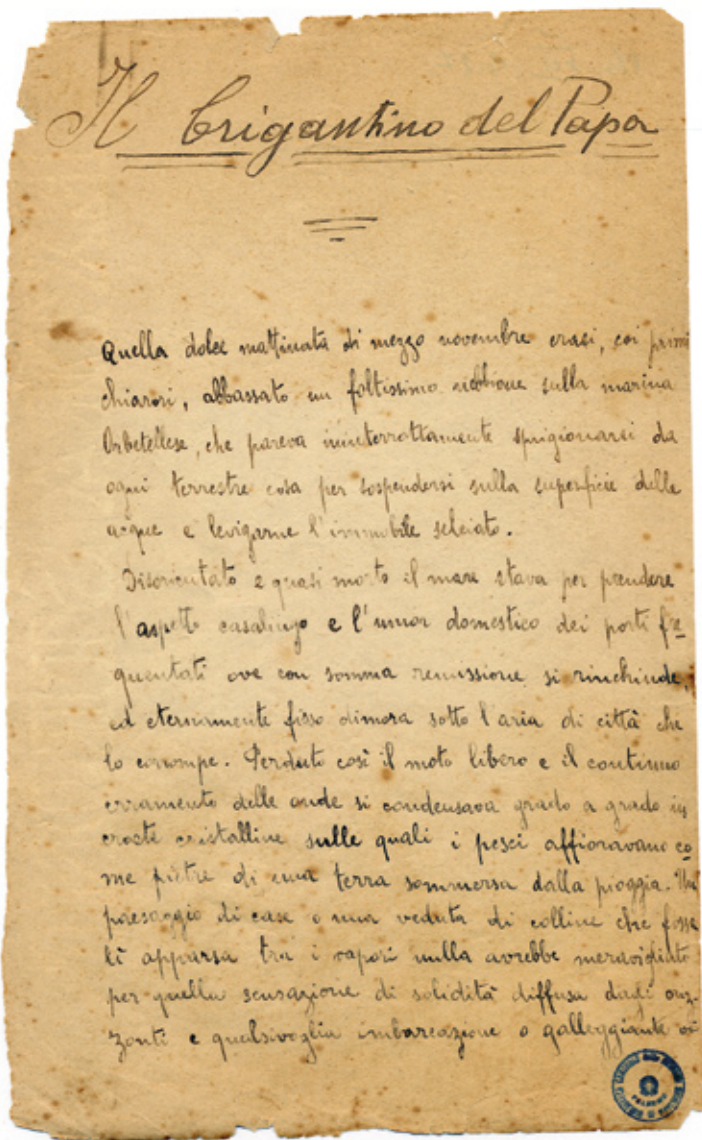 Il brigantino del Papa
Quella dolce mattinata di mezzo novembre erasi, coi primi
chiarori, abbassato un foltissimo nebbione sulla marina
Orbetellese, che pareva ininterrottamente sprigionarsi da
ogni terrestre cosa per sospendersi sulla superficie delle
acque e levigarne l'immobile selciato.
Disorientato e quasi morto il mare stava per prendere
l'aspetto casalingo e l'umor domestico dei porti fre
quentati ove con somma remissione si rinchiude,
ed eternamente fisso dimora sotto l'aria di città che
lo corrompe. Perduto così il moto libero e il continuo
erramento delle onde si condensava grado a grado in
croste cristalline sulle quali i pesci affioravano co
me pietre di una terra sommersa dalla pioggia. Un
paesaggio di case o una veduta di colline che fosse
lì apparsa tra i vapori nulla avrebbe meravigliato
per quella sensazione di solidità diffusa dagli oriz-
zonti e qualsivoglia imbarcazione o galleggiante